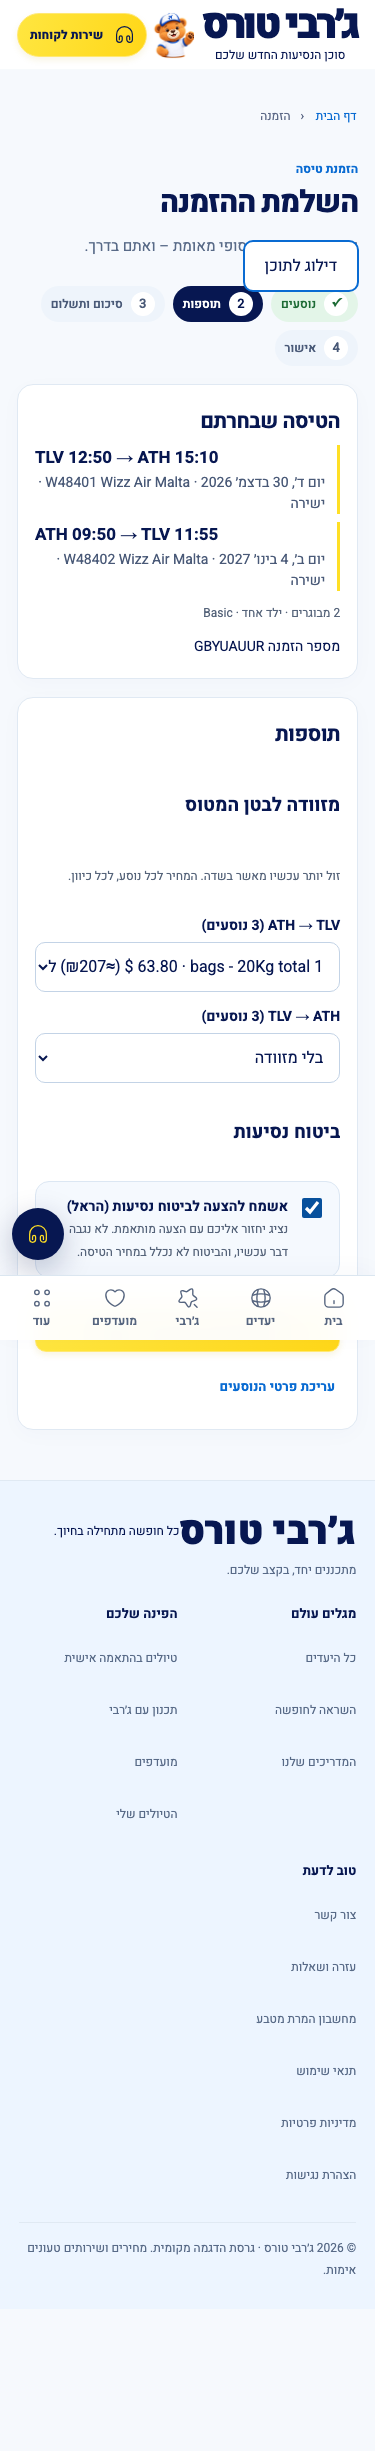 ג'רבי טורס
סוכן הנסיעות החדש שלכם
שירות לקוחות
דף הבית › הזמנה
הזמנת טיסה
השלמת ההזמנה
סופי מאומת – ואתם בדרך.
דילוג לתוכן
✓ נוסעים
2 תוספות
3 סיכום ותשלום
4 אישור
הטיסה שבחרתם
TLV 12:50 → ATH 15:10
יום ד׳, 30 בדצמ׳ 2026 · W48401 Wizz Air Malta ·
ישירה
ATH 09:50 → TLV 11:55
יום ב׳, 4 בינו׳ 2027 · W48402 Wizz Air Malta ·
ישירה
2 מבוגרים · ילד אחד · Basic
מספר הזמנה GBYUAUUR
תוספות
מזוודה לבטן המטוס
זול יותר עכשיו מאשר בשדה. המחיר לכל נוסע, לכל כיוון.
ATH → TLV (3 נוסעים)
1 bags - 20Kg total · 63.80 $ (≈207₪) ל
TLV → ATH (3 נוסעים)
בלי מזוודה
ביטוח נסיעות
אשמח להצעה לביטוח נסיעות (הראל)
נציג יחזור אליכם עם הצעה מותאמת. לא נגבה
דבר עכשיו, והביטוח לא נכלל במחיר הטיסה.
בית
יעדים
ג׳רבי
מועדפים
עוד
עריכת פרטי הנוסעים
ג'רבי טורס
כל חופשה מתחילה בחיוך.
מתכננים יחד, בקצב שלכם.
מגלים עולם
כל היעדים
השראה לחופשה
המדריכים שלנו
הפינה שלכם
טיולים בהתאמה אישית
תכנון עם ג׳רבי
מועדפים
הטיולים שלי
טוב לדעת
צור קשר
עזרה ושאלות
מחשבון המרת מטבע
תנאי שימוש
מדיניות פרטיות
הצהרת נגישות
© 2026 ג׳רבי טורס · גרסת הדגמה מקומית. מחירים ושירותים טעונים
אימות.